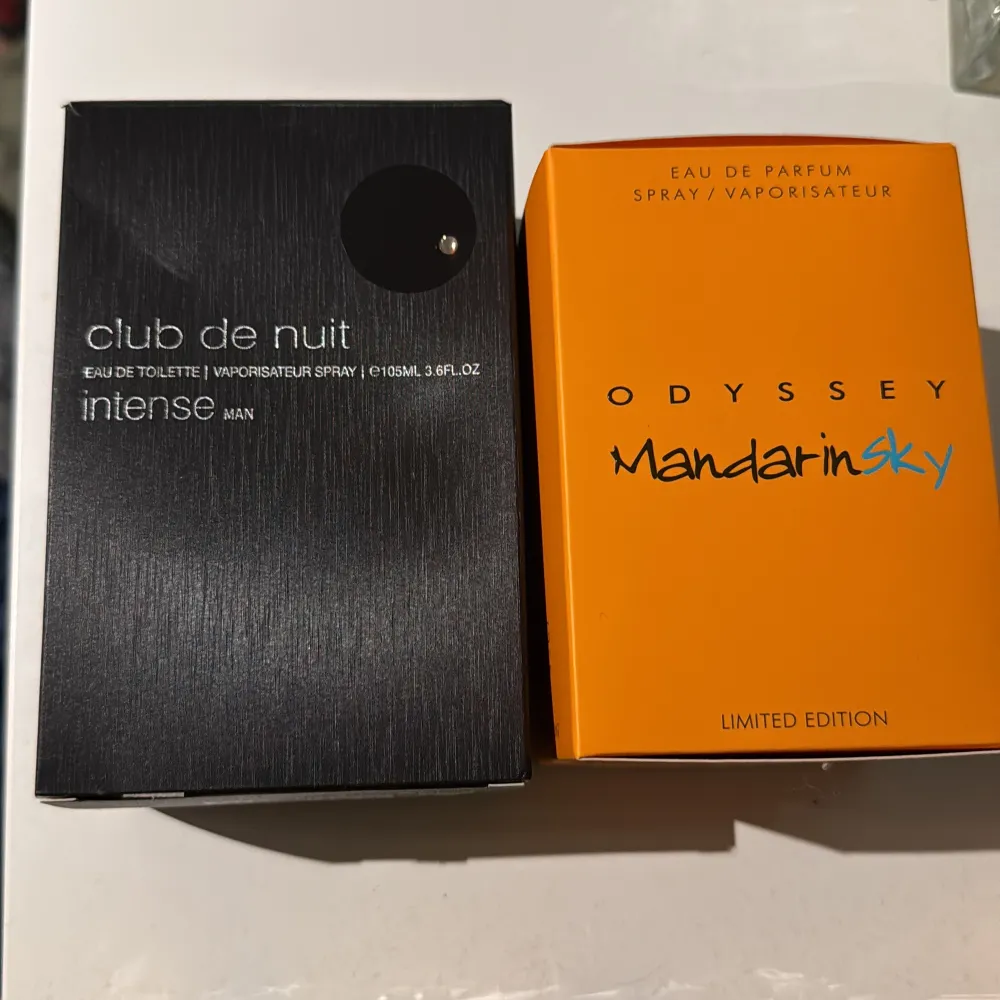 club de nuit
EAU DE TOILETTE | VAPORISATEUR SPRAY | ℮105ML 3.6FL.OZ
intense MAN
EAU DE PARFUM
SPRAY / VAPORISATEUR
ODYSSEY
MandarinSky
LIMITED EDITION